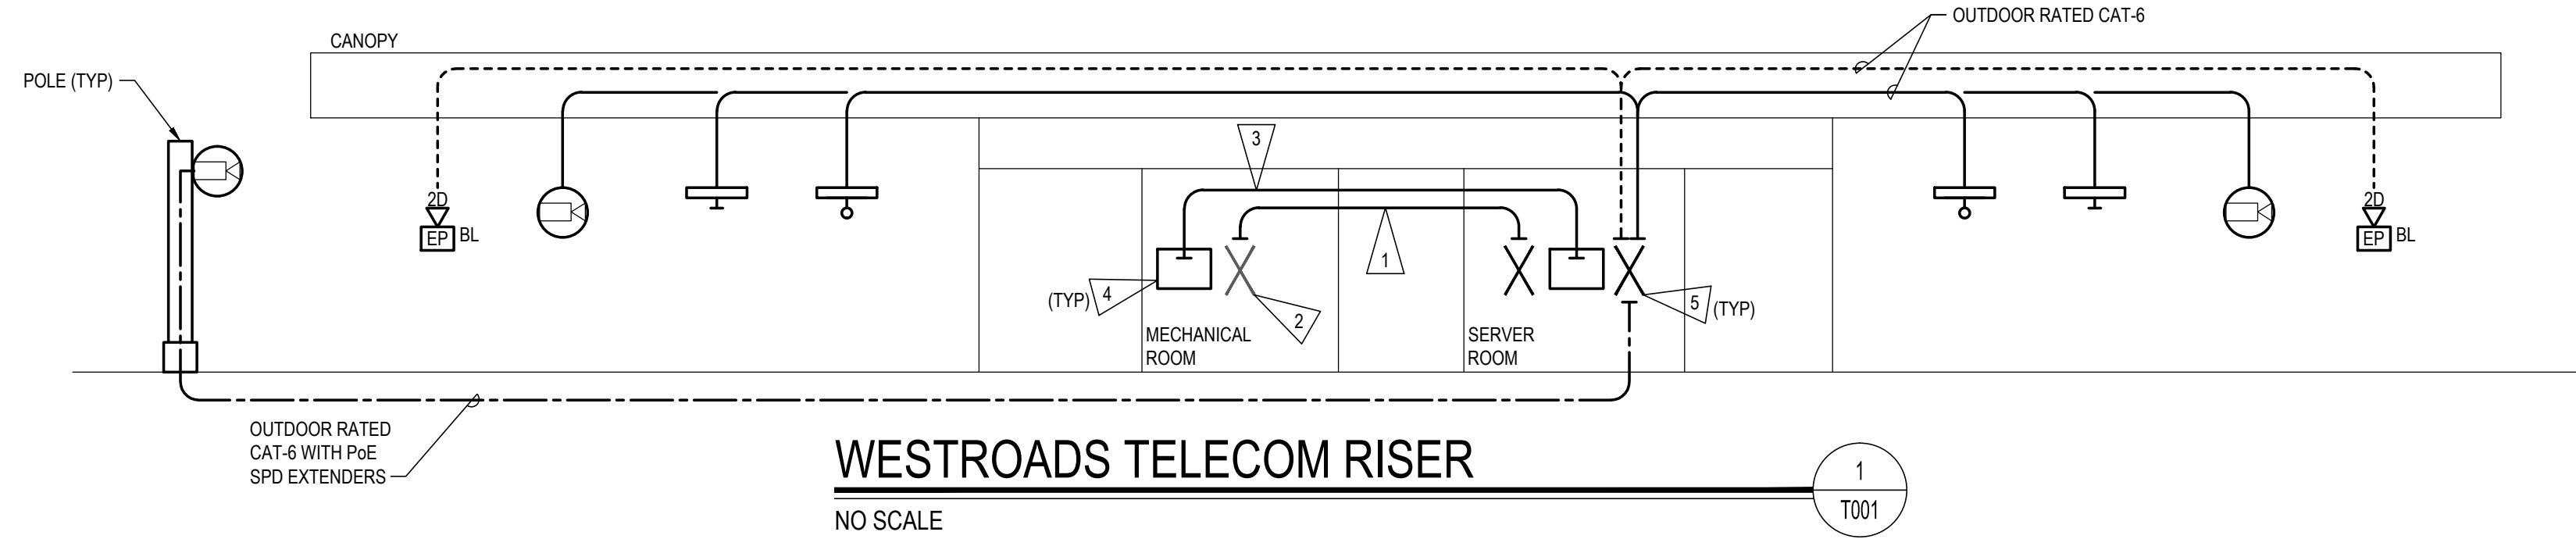 OUTDOOR RATED CAT-6
CANOPY
POLE (TYP)
3
2D
EP BL
2D
EP BL
1
(TYP) 4
2
5 (TYP)
MECHANICAL
ROOM
SERVER
ROOM
OUTDOOR RATED
CAT-6 WITH PoE
SPD EXTENDERS
WESTROADS TELECOM RISER
NO SCALE
1
T001